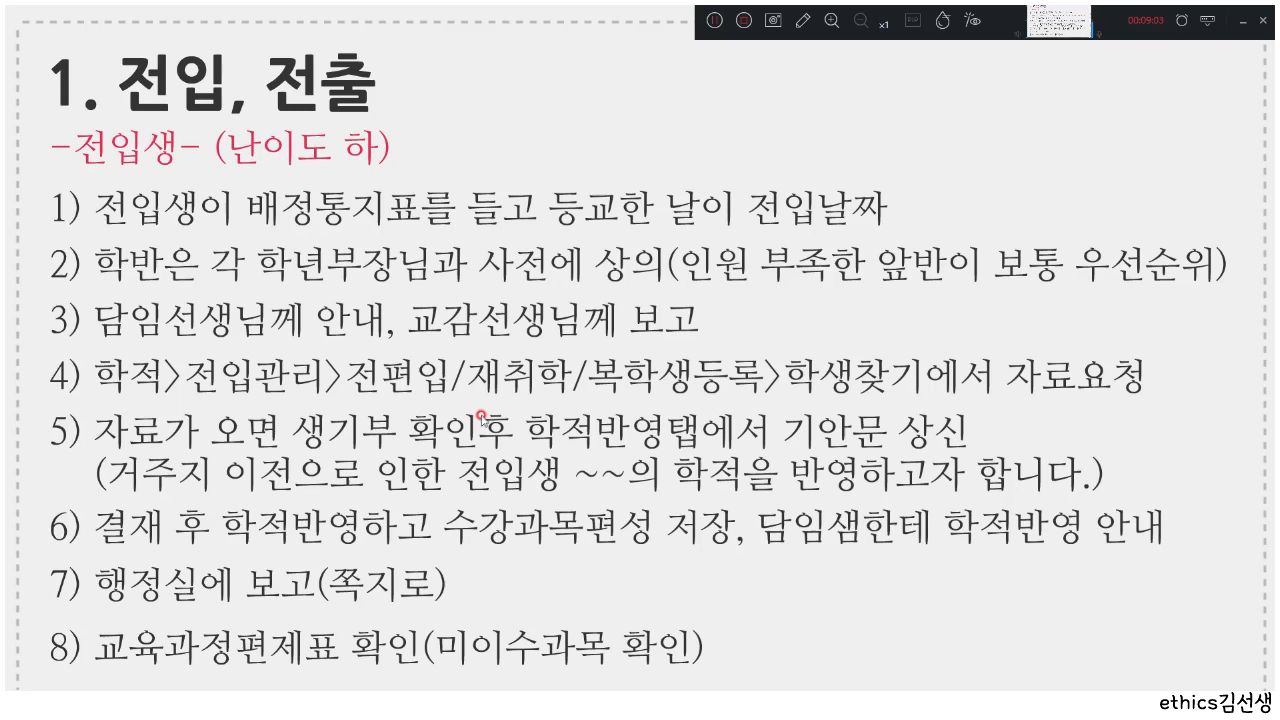 x1
00:09:03
1. 전입, 전출
-전입생- (난이도 하)
1) 전입생이 배정통지표를 들고 등교한 날이 전입날짜
2) 학반은 각 학년부장님과 사전에 상의(인원 부족한 앞반이 보통 우선순위)
3) 담임선생님께 안내, 교감선생님께 보고
4) 학적>전입관리>전편입/재취학/복학생등록>학생찾기에서 자료요청
5) 자료가 오면 생기부 확인후 학적반영탭에서 기안문 상신
(거주지 이전으로 인한 전입생 ~~의 학적을 반영하고자 합니다.)
6) 결재 후 학적반영하고 수강과목편성 저장, 담임샘한테 학적반영 안내
7) 행정실에 보고(쪽지로)
8) 교육과정편제표 확인(미이수과목 확인)
ethics김선생